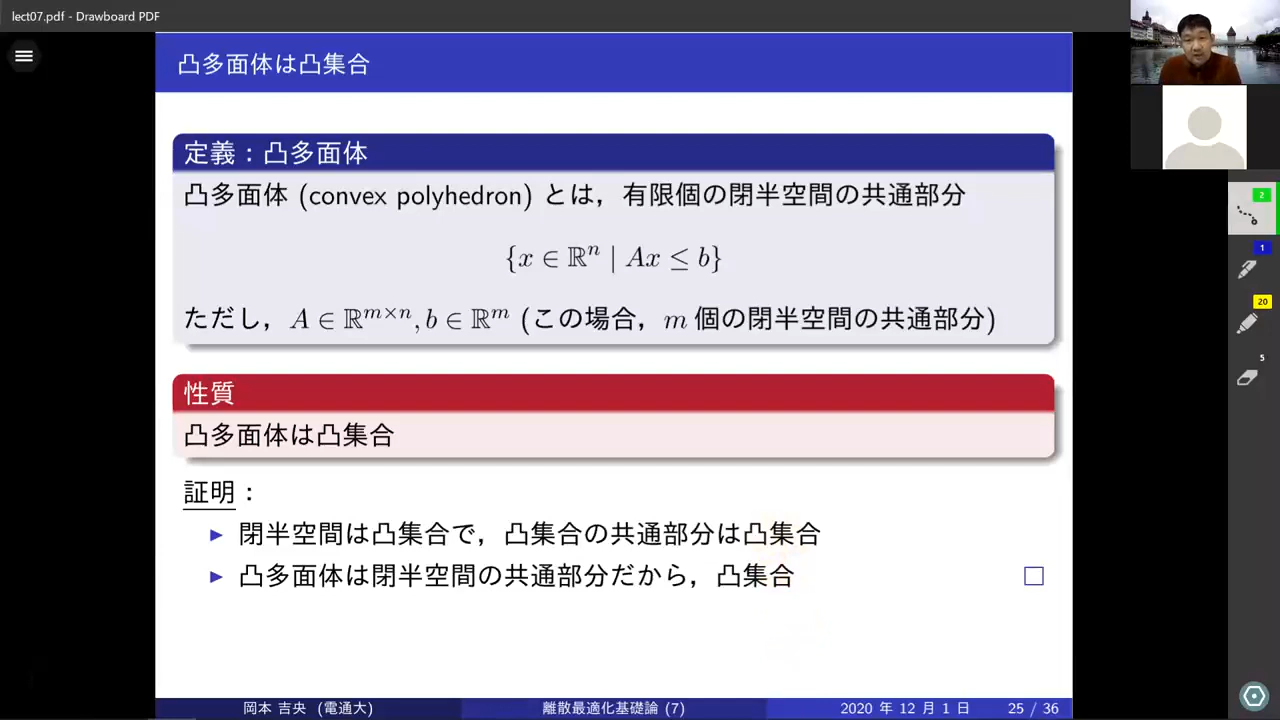 lect07.pdf - Drawboard PDF
凸多面体は凸集合
定義：凸多面体
凸多面体 (convex polyhedron) とは，有限個の閉半空間の共通部分
{x ∈ ℝⁿ | Ax ≤ b}
ただし，A ∈ ℝᵐˣⁿ, b ∈ ℝᵐ (この場合，m 個の閉半空間の共通部分)
性質
凸多面体は凸集合
証明：
▶ 閉半空間は凸集合で，凸集合の共通部分は凸集合
▶ 凸多面体は閉半空間の共通部分だから，凸集合 □
岡本 吉央 (電通大) 離散最適化基礎論 (7) 2020 年 12 月 1 日 25 / 36
2
1
20
5